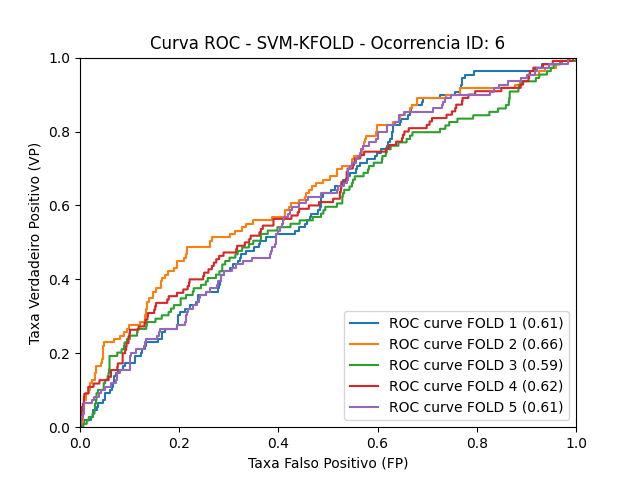 Curva ROC - SVM-KFOLD - Ocorrencia ID: 6
Taxa Verdadeiro Positivo (VP)
1.0
0.8
0.6
0.4
0.2
0.0
ROC curve FOLD 1 (0.61)
ROC curve FOLD 2 (0.66)
ROC curve FOLD 3 (0.59)
ROC curve FOLD 4 (0.62)
ROC curve FOLD 5 (0.61)
0.0 0.2 0.4 0.6 0.8 1.0
Taxa Falso Positivo (FP)